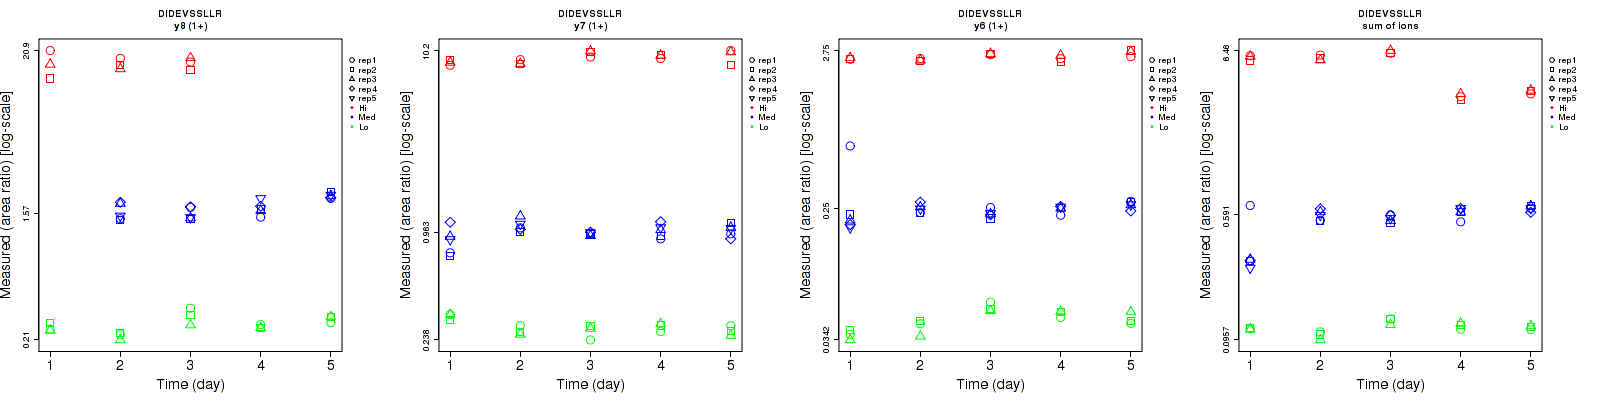 DIDEVSSLLR
y8 (1+)
Measured (area ratio) [log-scale]
20.9
1.57
0.21
1 2 3 4 5
Time (day)
rep1
rep2
rep3
rep4
rep5
Hi
Med
Lo
DIDEVSSLLR
y7 (1+)
Measured (area ratio) [log-scale]
10.2
0.963
0.238
1 2 3 4 5
Time (day)
rep1
rep2
rep3
rep4
rep5
Hi
Med
Lo
DIDEVSSLLR
y6 (1+)
Measured (area ratio) [log-scale]
2.75
0.25
0.0342
1 2 3 4 5
Time (day)
rep1
rep2
rep3
rep4
rep5
Hi
Med
Lo
DIDEVSSLLR
sum of ions
Measured (area ratio) [log-scale]
6.46
0.591
0.0957
1 2 3 4 5
Time (day)
rep1
rep2
rep3
rep4
rep5
Hi
Med
Lo